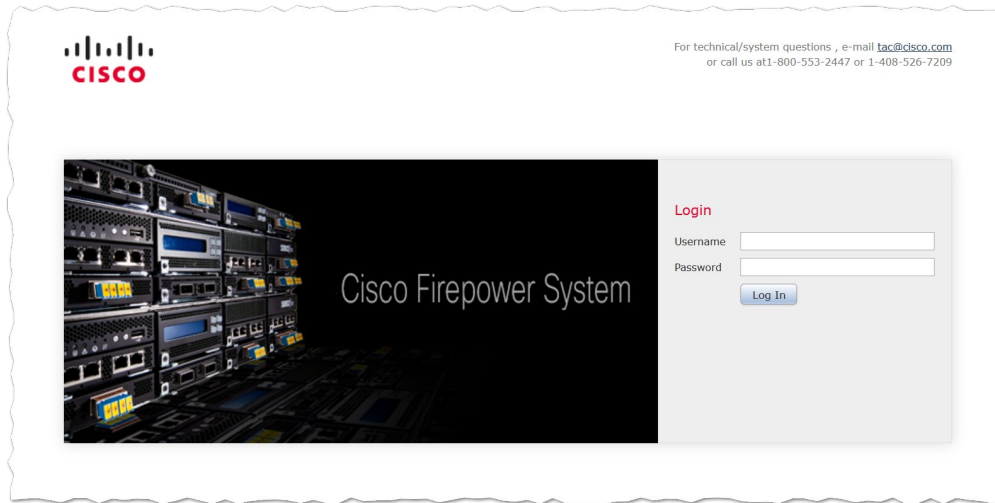 CISCO
For technical/system questions , e-mail tac@cisco.com
or call us at1-800-553-2447 or 1-408-526-7209
Cisco Firepower System
Login
Username
Password
Log In